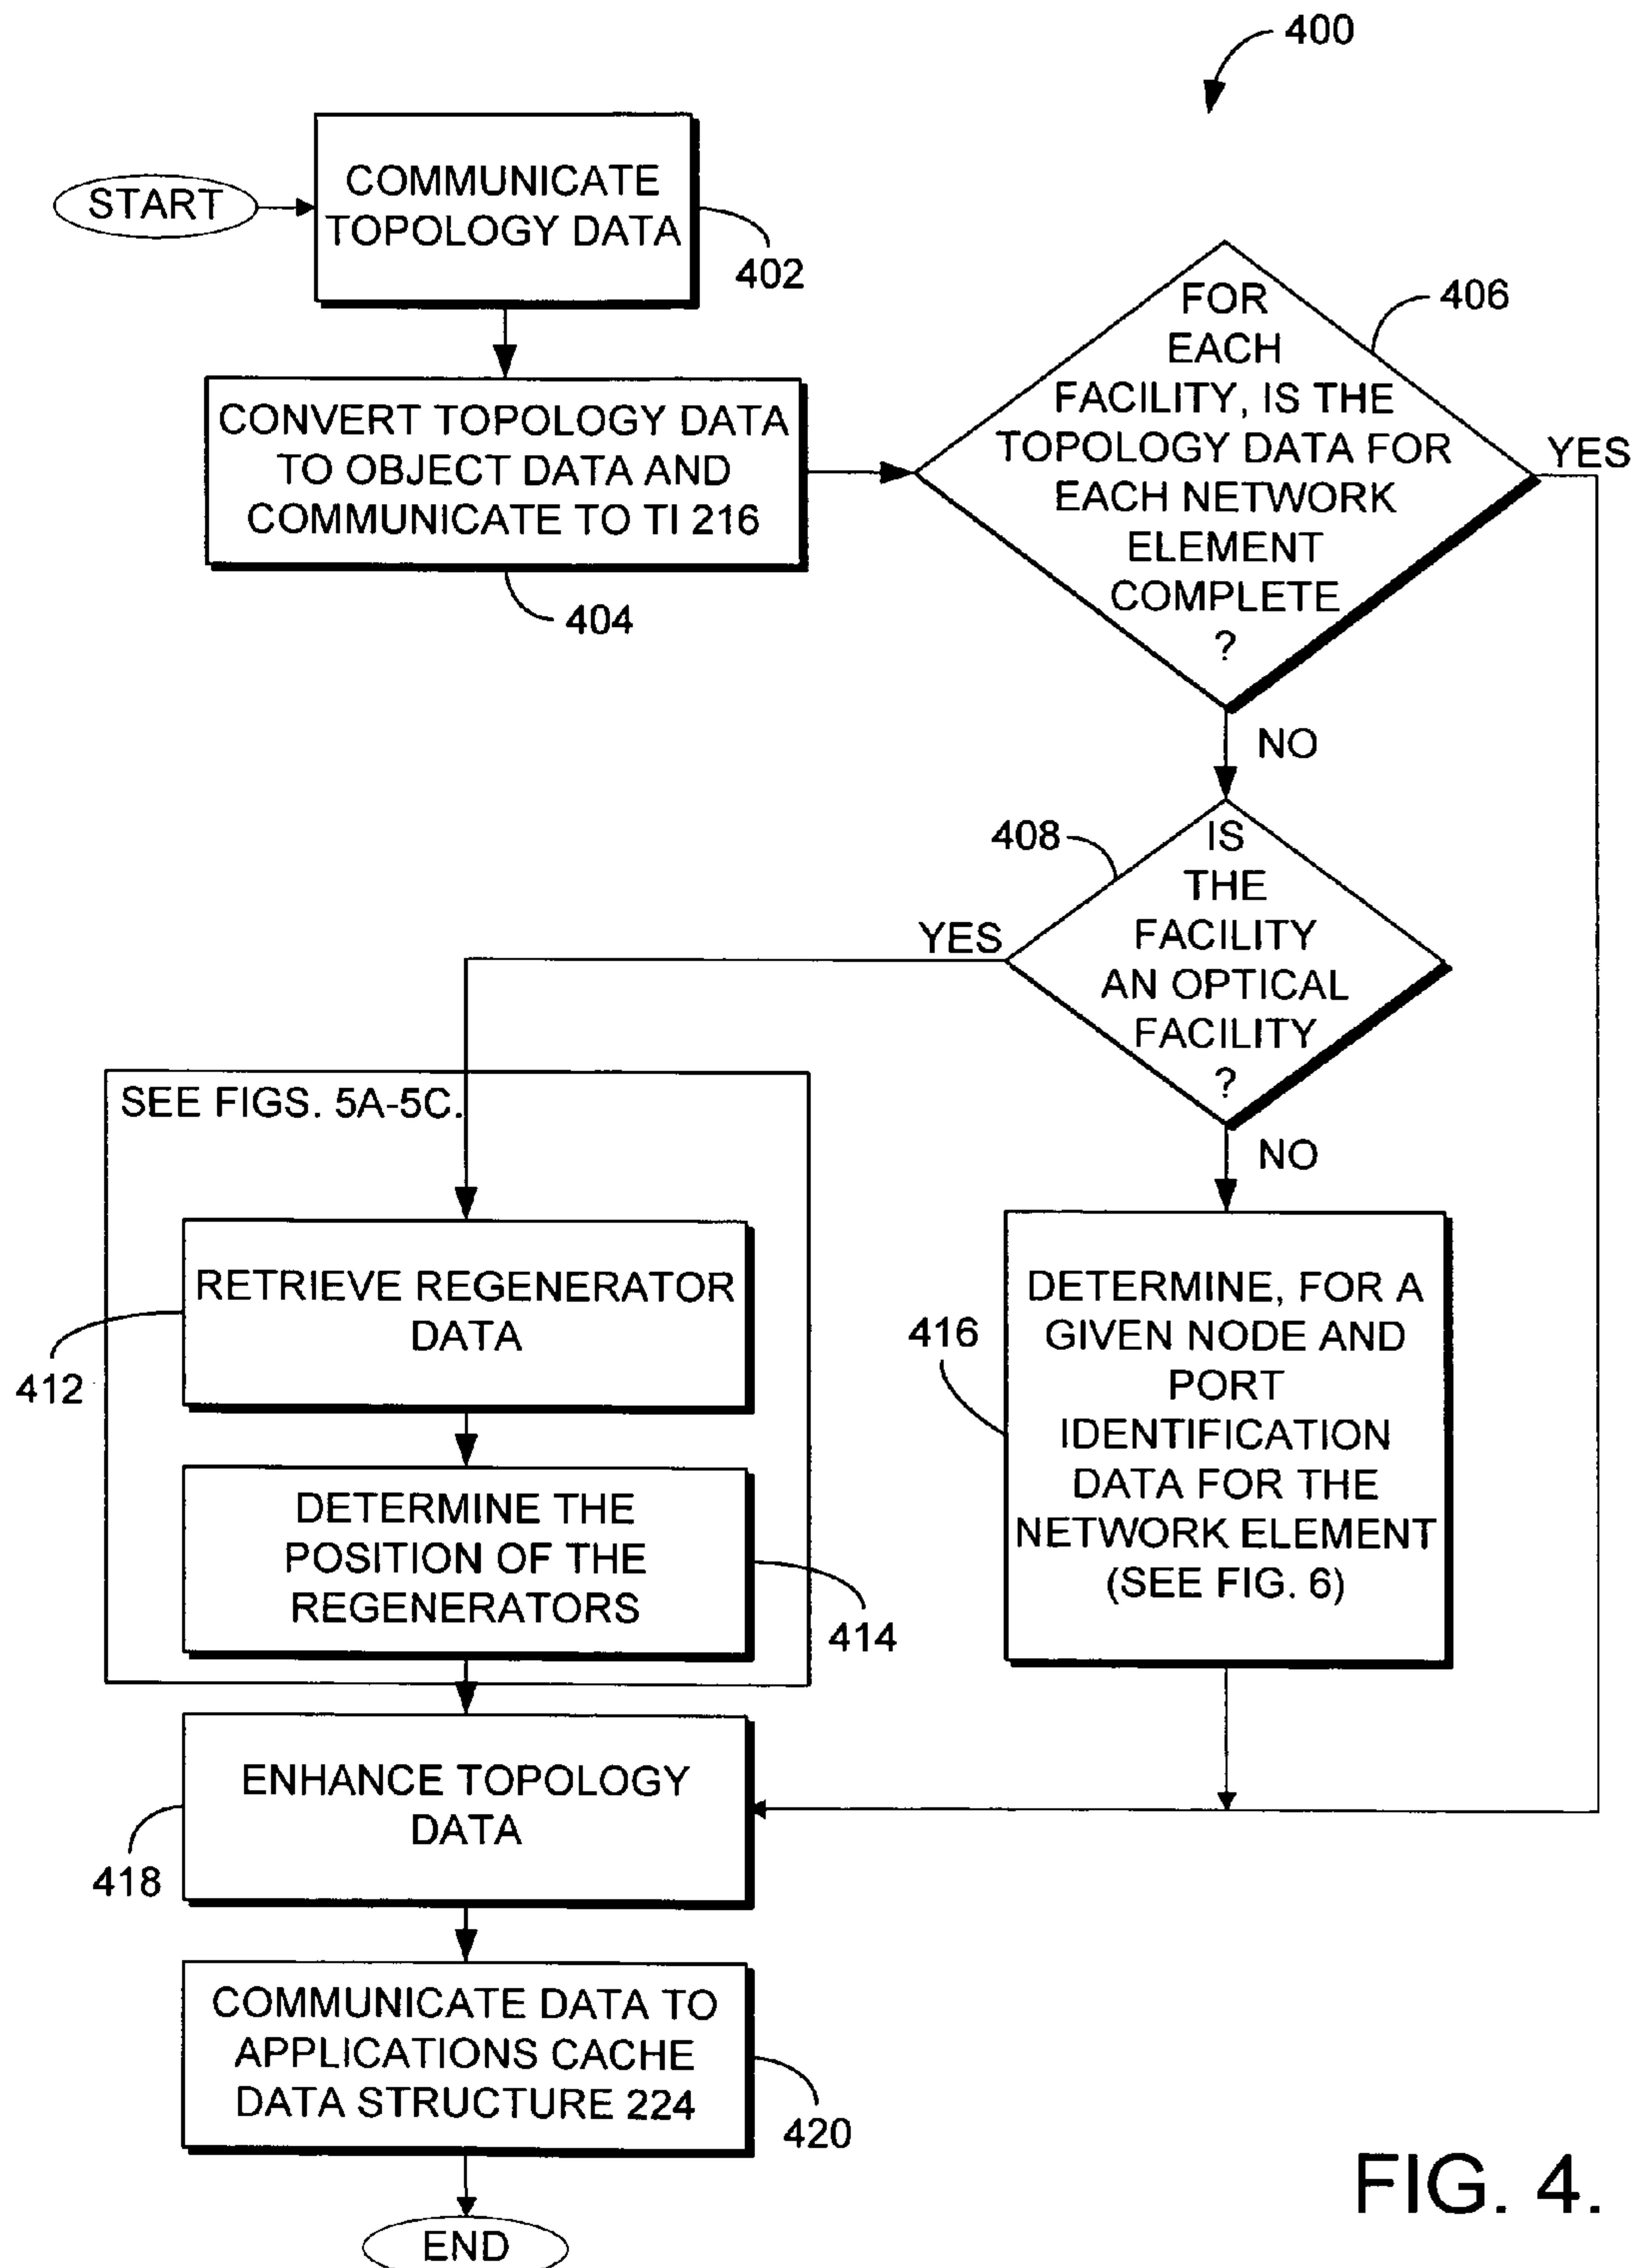 400
START
COMMUNICATE
TOPOLOGY DATA
402
CONVERT TOPOLOGY DATA
TO OBJECT DATA AND
COMMUNICATE TO TI 216
404
FOR
EACH
FACILITY, IS THE
TOPOLOGY DATA FOR
EACH NETWORK
ELEMENT
COMPLETE
?
406
YES
NO
408
IS
THE
FACILITY
AN OPTICAL
FACILITY
?
YES
NO
SEE FIGS. 5A-5C.
RETRIEVE REGENERATOR
DATA
412
DETERMINE THE
POSITION OF THE
REGENERATORS
414
416
DETERMINE, FOR A
GIVEN NODE AND
PORT
IDENTIFICATION
DATA FOR THE
NETWORK ELEMENT
(SEE FIG. 6)
ENHANCE TOPOLOGY
DATA
418
COMMUNICATE DATA TO
APPLICATIONS CACHE
DATA STRUCTURE 224
420
END
FIG. 4.